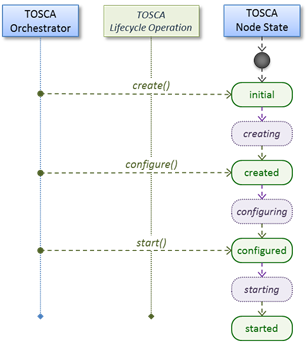 TOSCA
Orchestrator
TOSCA
Lifecycle Operation
TOSCA
Node State
create()
initial
creating
configure()
created
configuring
start()
configured
starting
started